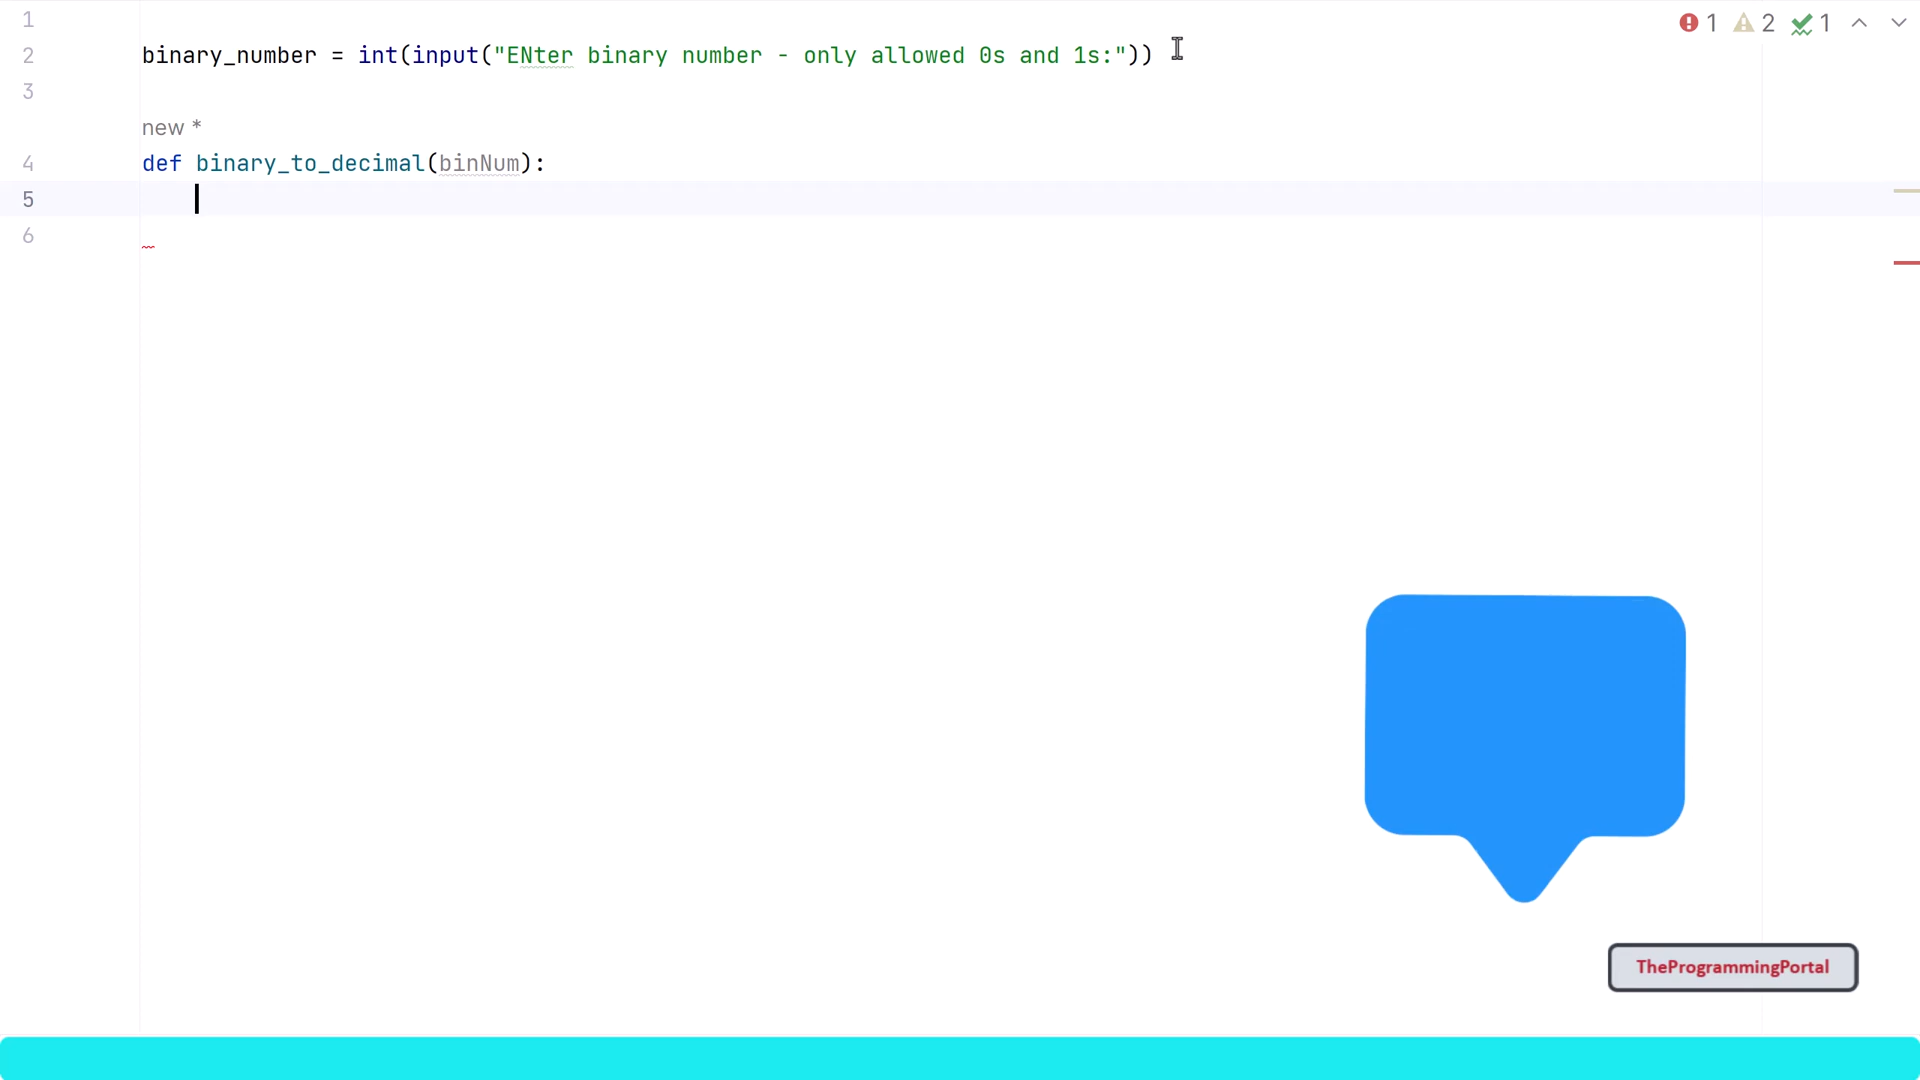 1
1 2 1
2 binary_number = int(input("ENter binary number - only allowed 0s and 1s:"))
3
new *
4 def binary_to_decimal(binNum):
5
6
TheProgrammingPortal